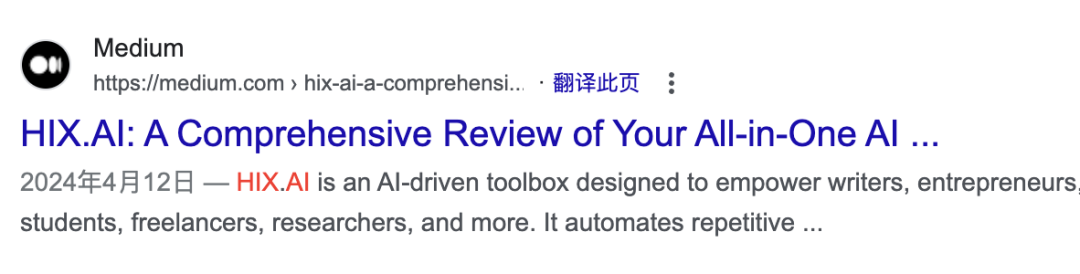 Medium
https://medium.com › hix-ai-a-comprehensi... · 翻译此页
HIX.AI: A Comprehensive Review of Your All-in-One AI ...
2024年4月12日 — HIX.AI is an AI-driven toolbox designed to empower writers, entrepreneurs,
students, freelancers, researchers, and more. It automates repetitive ...